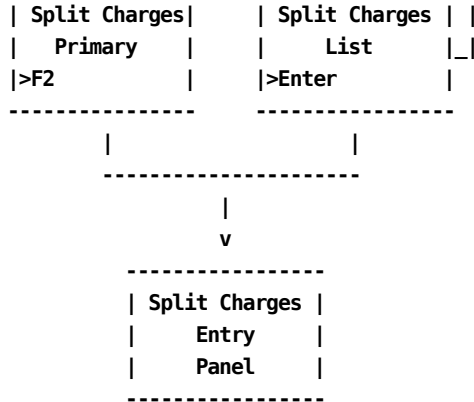 | Split Charges|    | Split Charges | |
|   Primary    |    |     List      |_|
|>F2           |    |>Enter         |
----------------    -----------------
        |                    |
        ----------------------
                  |
                  v
          -----------------
          | Split Charges |
          |     Entry     |
          |     Panel     |
          -----------------